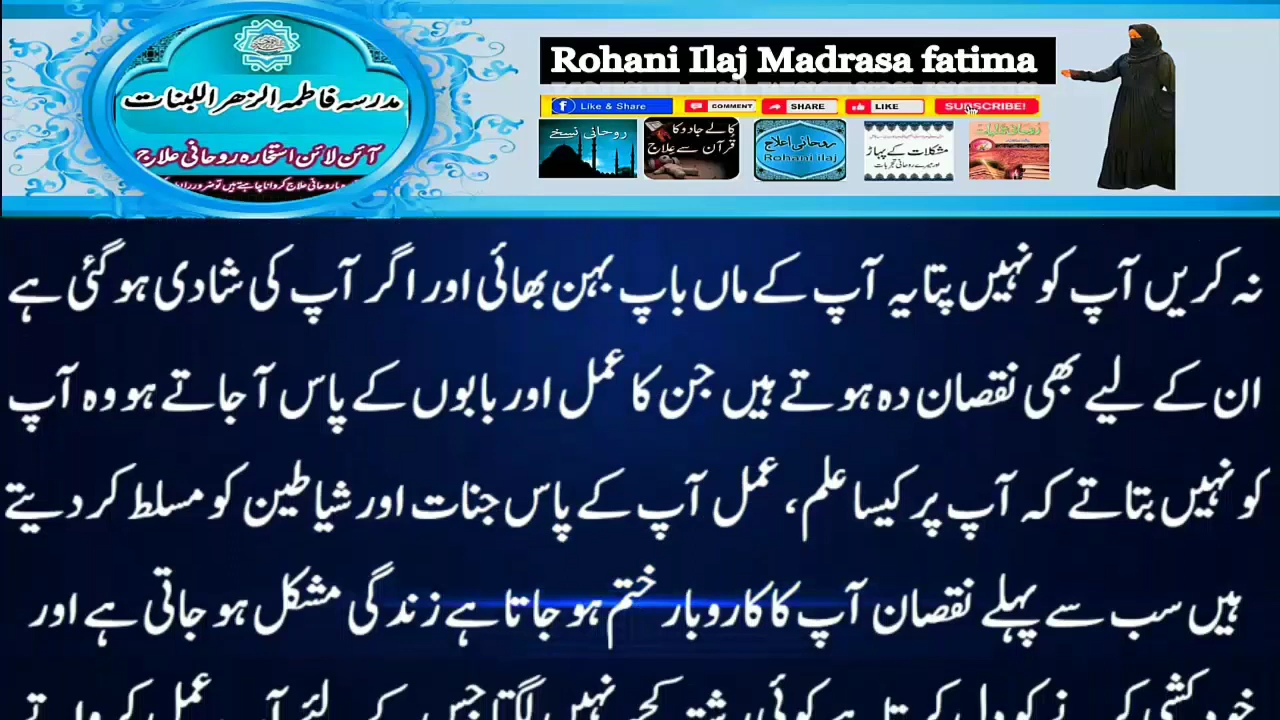 مدرسہ فاطمہ الزھرا للبنات
آئن لائن استخارہ روحانی علاج
Rohani Ilaj Madrasa fatima
Like & Share
COMMENT
SHARE
LIKE
SUBSCRIBE!
روحانی نسخ
کالے جادو کا
قرآن سے علاج
روحانی علاج
Rohani ilaj
مشکلات کے پہاڑ
نہ کریں آپ کو نہیں پتا یہ آپ کے ماں باپ بہن بھائی اور اگر آپ کی شادی ہو گئی ہے
ان کے لیے بھی نقصان دہ ہوتے ہیں جن کا عمل اور بابوں کے پاس آ جاتے ہو وہ آپ
کو نہیں بتاتے کہ آپ پر کیسا علم، عمل آپ کے پاس جنات اور شیاطین کو مسلط کر دیتے
ہیں سب سے پہلے نقصان آپ کا کاروبار ختم ہو جاتا ہے زندگی مشکل ہو جاتی ہے اور